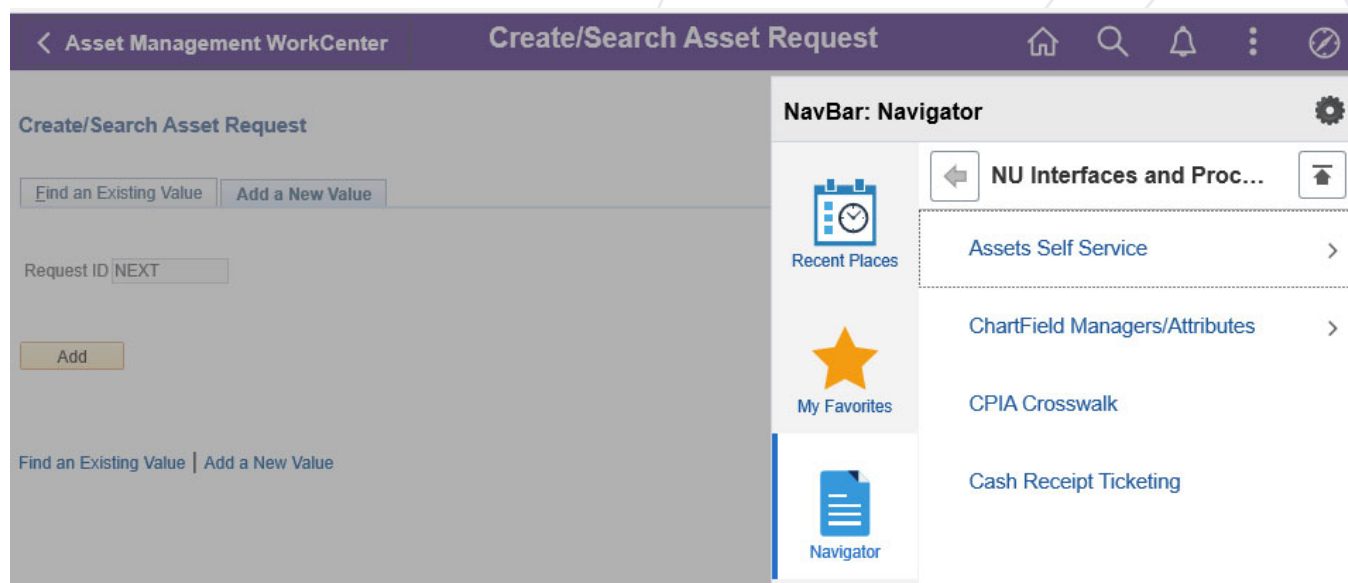 Asset Management WorkCenter
Create/Search Asset Request
Create/Search Asset Request
Find an Existing Value
Add a New Value
Request ID NEXT
Add
Find an Existing Value | Add a New Value
NavBar: Navigator
Recent Places
My Favorites
Navigator
NU Interfaces and Proc...
Assets Self Service
ChartField Managers/Attributes
CPIA Crosswalk
Cash Receipt Ticketing